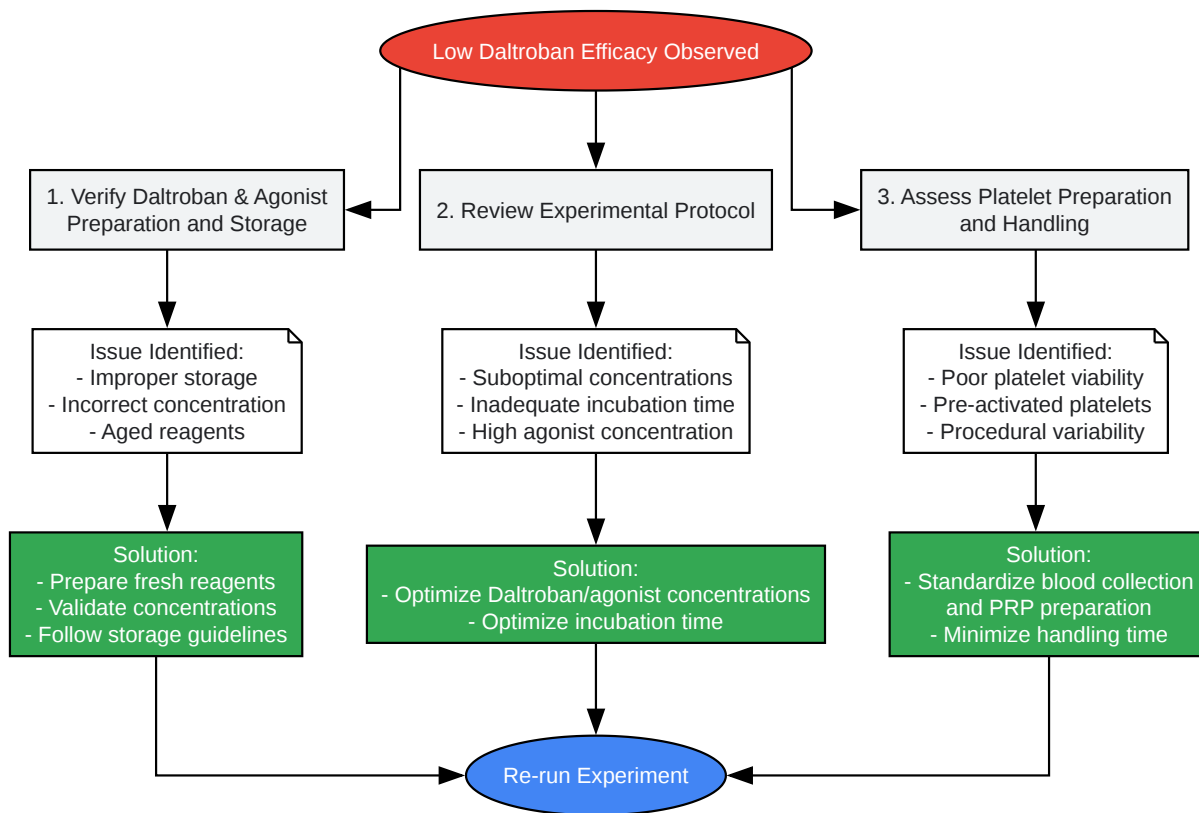 Low Daltroban Efficacy Observed
1. Verify Daltroban & Agonist
Preparation and Storage
2. Review Experimental Protocol
3. Assess Platelet Preparation
and Handling
Issue Identified:
- Improper storage
- Incorrect concentration
- Aged reagents
Issue Identified:
- Suboptimal concentrations
- Inadequate incubation time
- High agonist concentration
Issue Identified:
- Poor platelet viability
- Pre-activated platelets
- Procedural variability
Solution:
- Prepare fresh reagents
- Validate concentrations
- Follow storage guidelines
Solution:
- Optimize Daltroban/agonist concentrations
- Optimize incubation time
Solution:
- Standardize blood collection
and PRP preparation
- Minimize handling time
Re-run Experiment